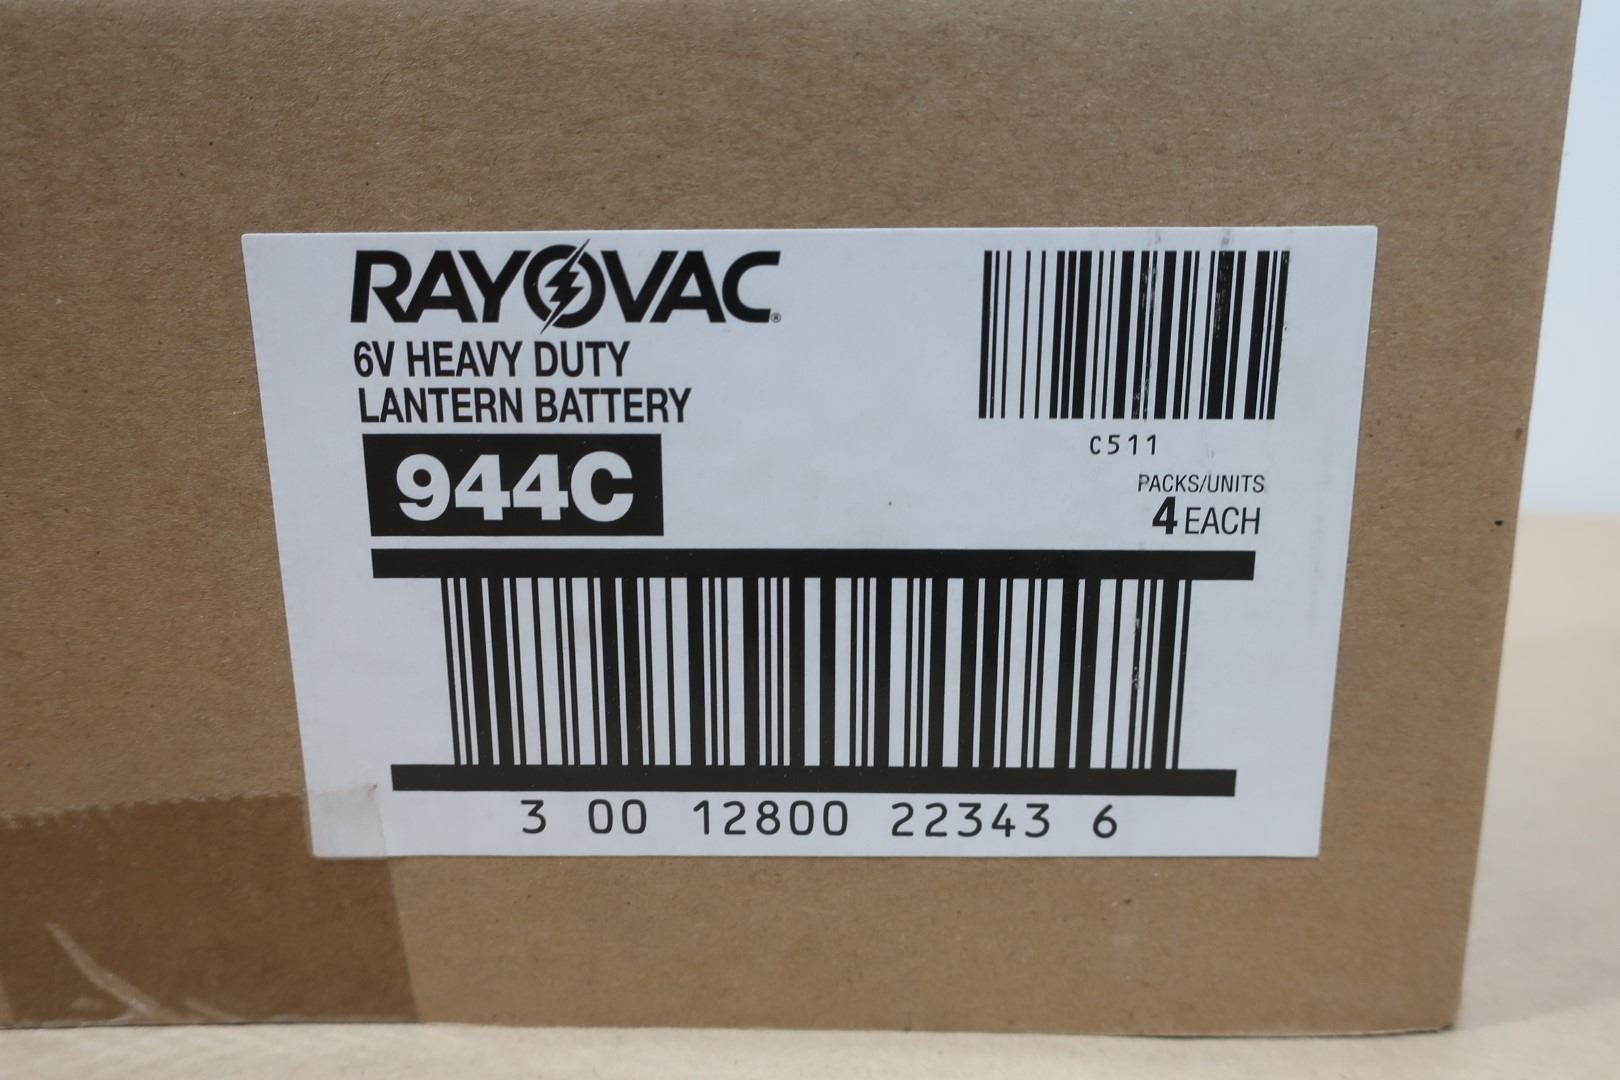 RAYOVAC®
6V HEAVY DUTY
LANTERN BATTERY
944C
C511
PACKS/UNITS
4 EACH
3 00 12800 22343 6